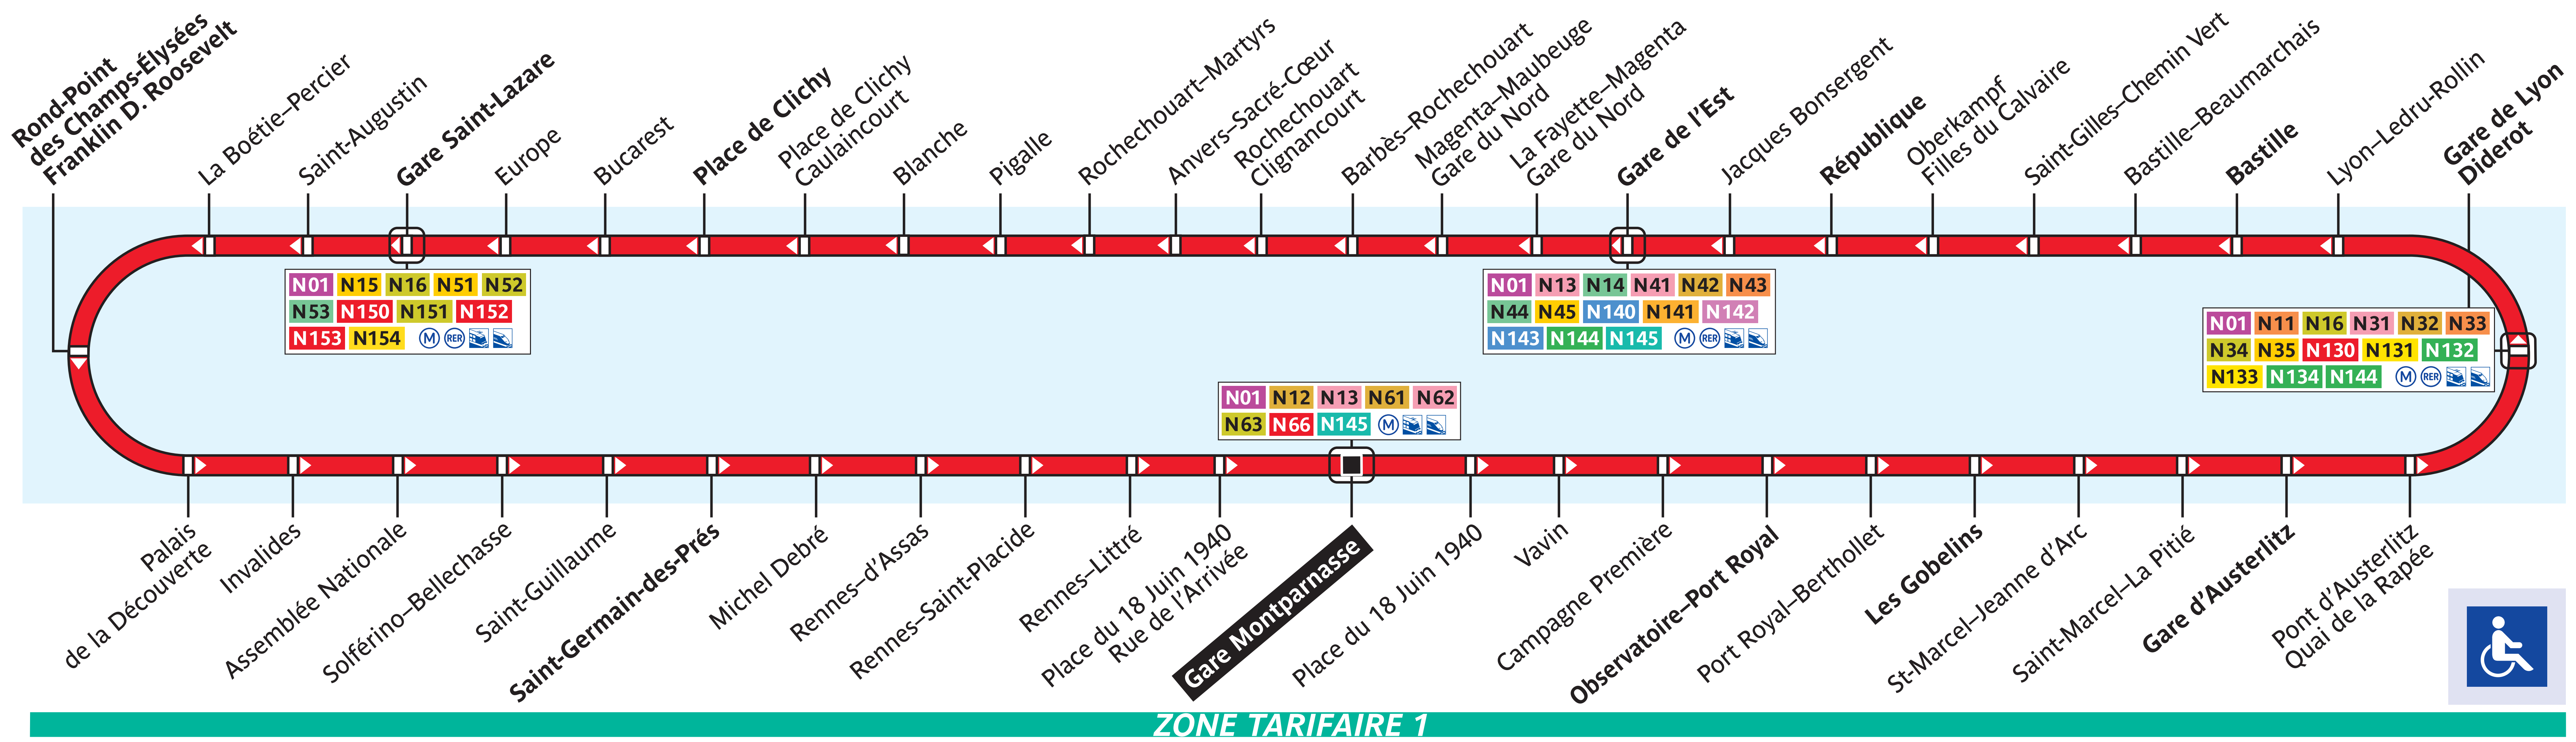 Rond-Point
des Champs-Élysées
Franklin D. Roosevelt
La Boétie–Percier
Saint-Augustin
Gare Saint-Lazare
Europe
Bucarest
Place de Clichy
Place de Clichy
Caulaincourt
Blanche
Pigalle
Rochechouart–Martyrs
Anvers–Sacré-Cœur
Rochechouart
Clignancourt
Barbès–Rochechouart
Magenta–Maubeuge
Gare du Nord
La Fayette–Magenta
Gare du Nord
Gare de l’Est
Jacques Bonsergent
République
Oberkampf
Filles du Calvaire
Saint-Gilles–Chemin Vert
Bastille–Beaumarchais
Bastille
Lyon–Ledru-Rollin
Gare de Lyon
Diderot
N01 N15 N16 N51 N52
N53 N150 N151 N152
N153 N154 M RER
N01 N13 N14 N41 N42 N43
N44 N45 N140 N141 N142
N143 N144 N145 M RER
N01 N11 N16 N31 N32 N33
N34 N35 N130 N131 N132
N133 N134 N144 M RER
N01 N12 N13 N61 N62
N63 N66 N145 M
Palais
de la Découverte
Invalides
Assemblée Nationale
Solférino–Bellechasse
Saint-Guillaume
Saint-Germain-des-Prés
Michel Debré
Rennes–d’Assas
Rennes–Saint-Placide
Rennes–Littré
Place du 18 Juin 1940
Rue de l’Arrivée
Gare Montparnasse
Place du 18 Juin 1940
Vavin
Campagne Première
Observatoire–Port Royal
Port Royal–Berthollet
Les Gobelins
St-Marcel–Jeanne d’Arc
Saint-Marcel–La Pitié
Gare d’Austerlitz
Pont d’Austerlitz
Quai de la Rapée
ZONE TARIFAIRE 1